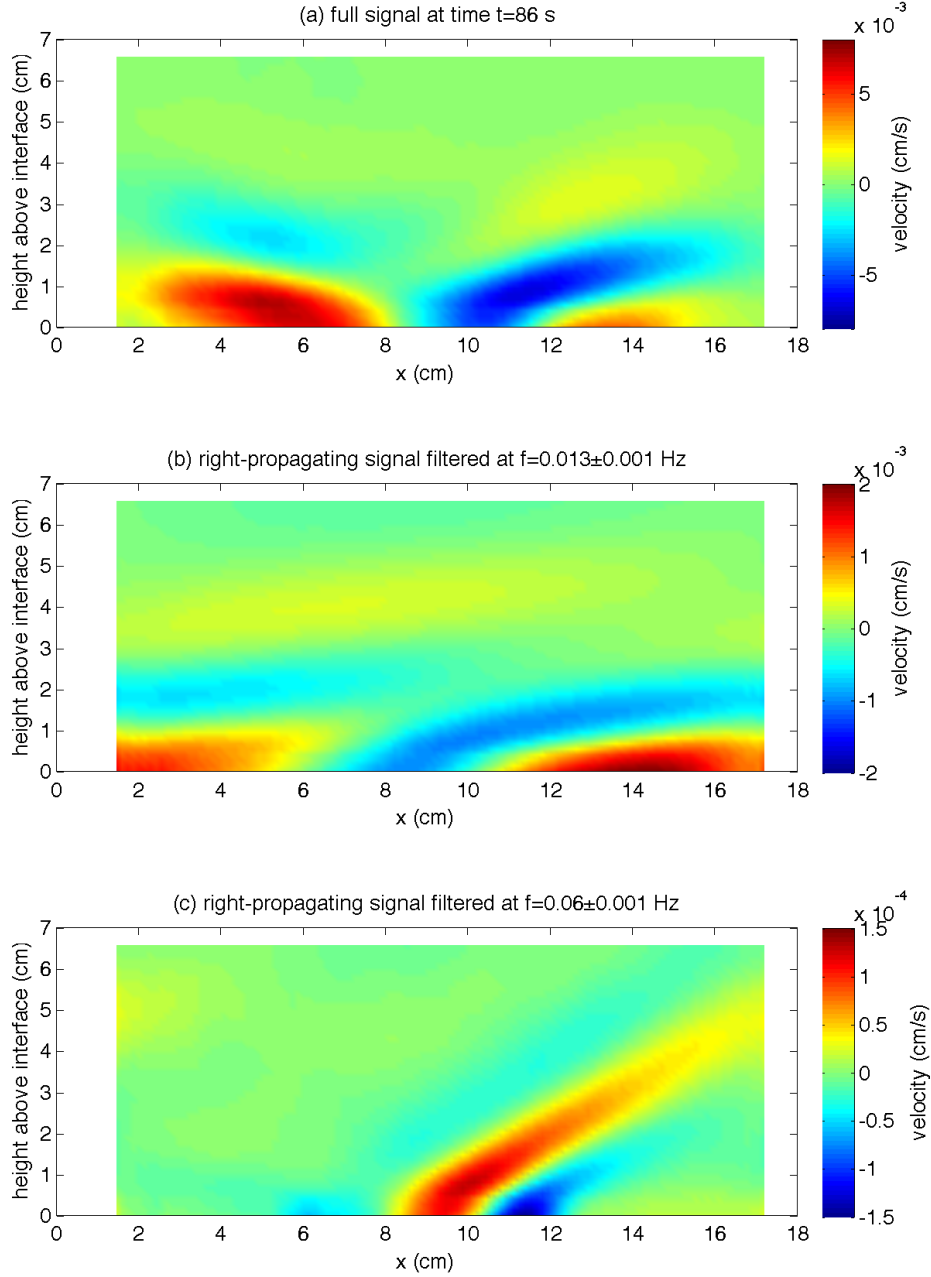 (a) full signal at time t=86 s
x 10⁻³
7
6
5
4
3
2
1
0
height above interface (cm)
0 2 4 6 8 10 12 14 16 18
x (cm)
5
0
-5
velocity (cm/s)
(b) right-propagating signal filtered at f=0.013±0.001 Hz
x 10⁻³
7
6
5
4
3
2
1
0
height above interface (cm)
0 2 4 6 8 10 12 14 16 18
x (cm)
2
1
0
-1
-2
velocity (cm/s)
(c) right-propagating signal filtered at f=0.06±0.001 Hz
x 10⁻⁴
7
6
5
4
3
2
1
0
height above interface (cm)
0 2 4 6 8 10 12 14 16 18
x (cm)
1.5
1
0.5
0
-0.5
-1
-1.5
velocity (cm/s)